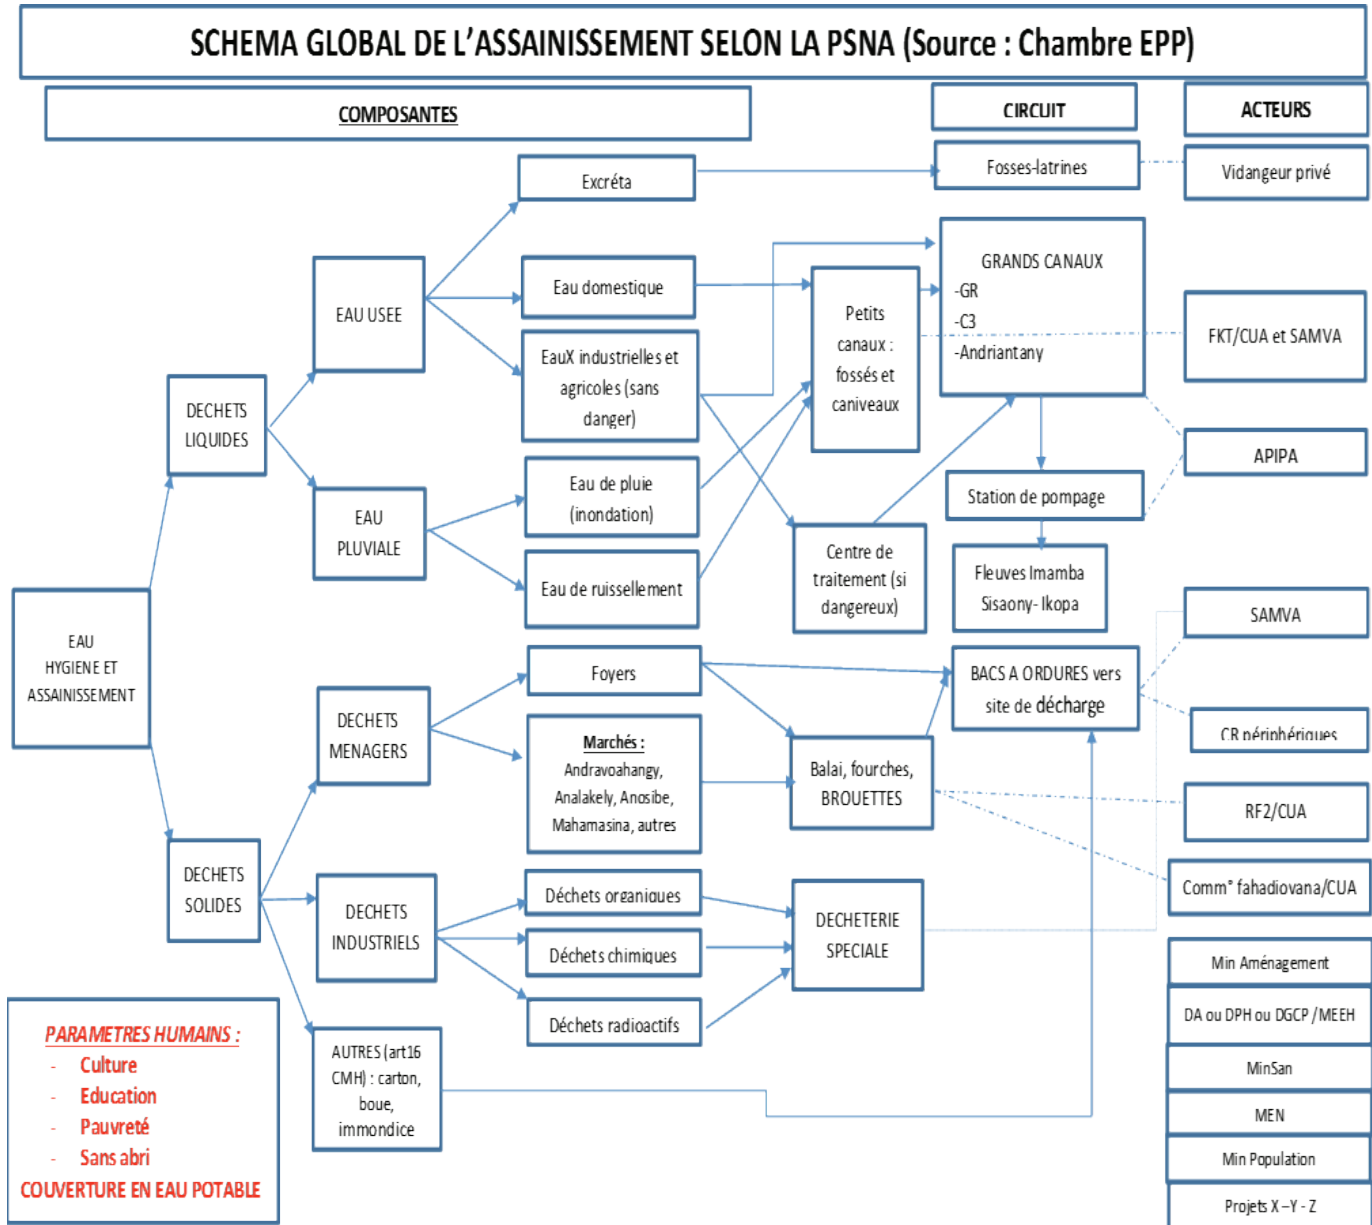 SCHEMA GLOBAL DE L'ASSAINISSEMENT SELON LA PSNA (Source : Chambre EPP)
COMPOSANTES
CIRCUIT
ACTEURS
Excréta
Fosses-latrines
Vidangeur privé
EAU USEE
Eau domestique
EauX industrielles et
agricoles (sans
danger)
Petits
canaux :
fossés et
caniveaux
GRANDS CANAUX
-GR
-C3
-Andriantany
FKT/CUA et SAMVA
DECHETS
LIQUIDES
EAU
PLUVIALE
Eau de pluie
(inondation)
Eau de ruissellement
Centre de
traitement (si
dangereux)
Station de pompage
APIPA
Fleuves Imamba
Sisaony- Ikopa
EAU
HYGIENE ET
ASSAINISSEMENT
SAMVA
Foyers
BACS A ORDURES vers
site de décharge
DECHETS
MENAGERS
Marchés :
Andravoahangy,
Analakely, Anosibe,
Mahamasina, autres
Balai, fourches,
BROUETTES
CR périphériques
RF2/CUA
DECHETS
SOLIDES
DECHETS
INDUSTRIELS
Déchets organiques
Déchets chimiques
Déchets radioactifs
DECHETERIE
SPECIALE
Comm° fahadiovana/CUA
AUTRES (art16
CMH) : carton,
boue,
immondice
Min Aménagement
DA ou DPH ou DGCP /MEEH
MinSan
MEN
Min Population
Projets X –Y - Z
PARAMETRES HUMAINS :
- Culture
- Education
- Pauvreté
- Sans abri
COUVERTURE EN EAU POTABLE